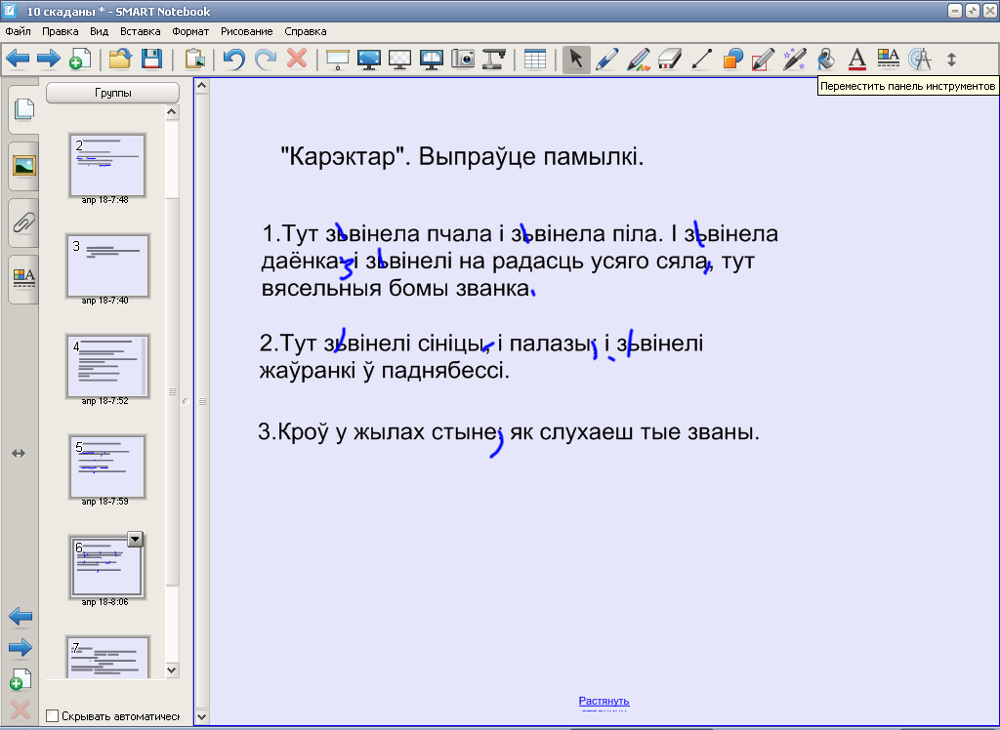 10 скаданы * - SMART Notebook
Файл Правка Вид Вставка Формат Рисование Справка
Переместить панель инструментов
Группы
2
апр 18-7:48
3
апр 18-7:40
4
апр 18-7:52
5
апр 18-7:59
6
апр 18-8:06
7
Скрывать автоматичесн
"Карэктар". Выпраўце памылкі.
1.Тут зьвінела пчала і зьвінела піла. І зьвінела
даёнка і зьвінелі на радасць усяго сяла, тут
вясельныя бомы званка.
2.Тут зьвінелі сініцы, і палазы; і зьвінелі
жаўранкі ў паднябессі.
3.Кроў у жылах стыне; як слухаеш тые званы.
Растянуть